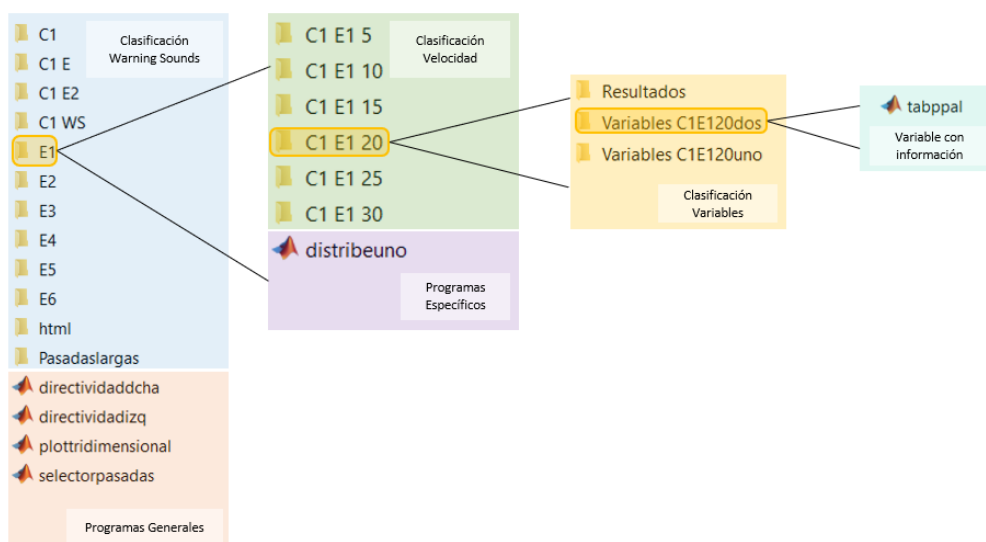 C1
C1 E
C1 E2
C1 WS
E1
E2
E3
E4
E5
E6
html
Pasadaslargas
Clasificación
Warning Sounds
directividaddcha
directividadizq
plottridimensional
selectorpasadas
Programas Generales
C1 E1 5
C1 E1 10
C1 E1 15
C1 E1 20
C1 E1 25
C1 E1 30
Clasificación
Velocidad
distribeuno
Programas
Específicos
Resultados
Variables C1E120dos
Variables C1E120uno
Clasificación
Variables
tabppal
Variable con
información